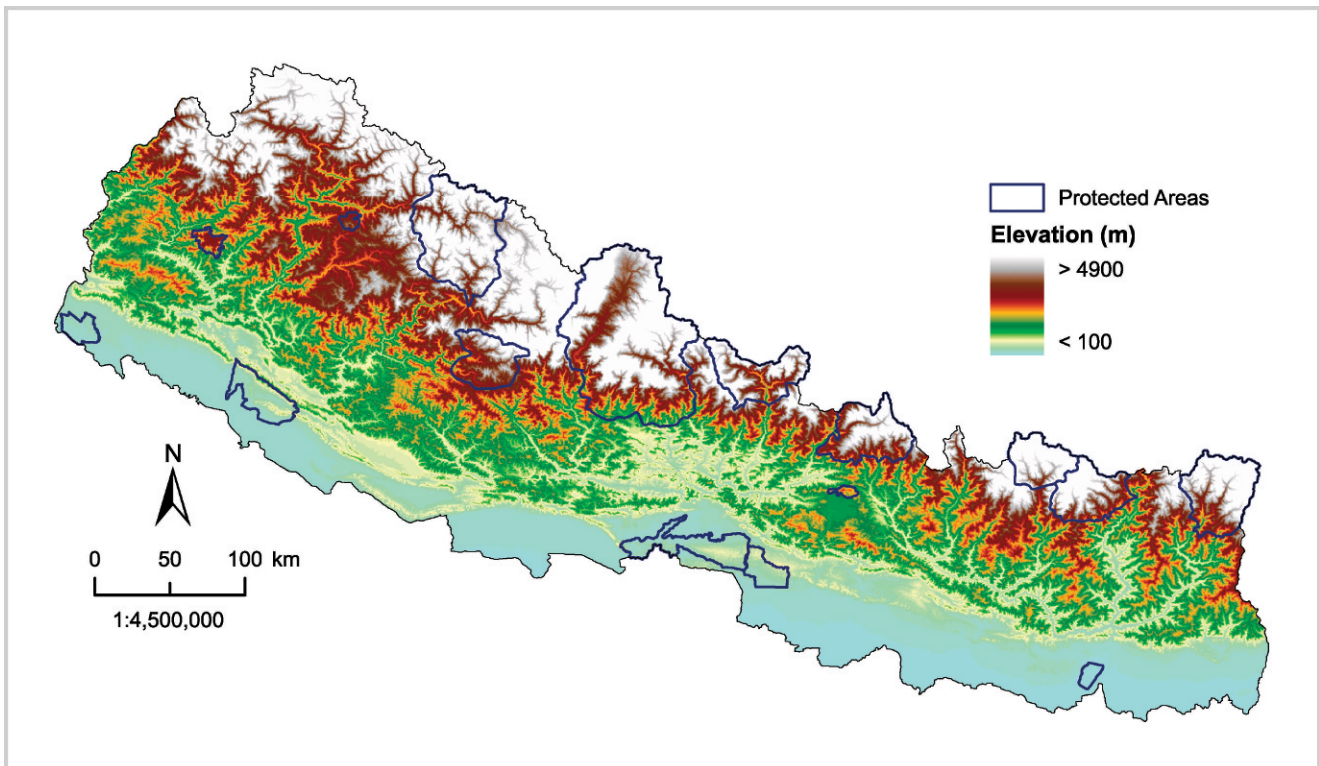 Protected Areas
Elevation (m)
> 4900
< 100
N
0 50 100 km
1:4,500,000